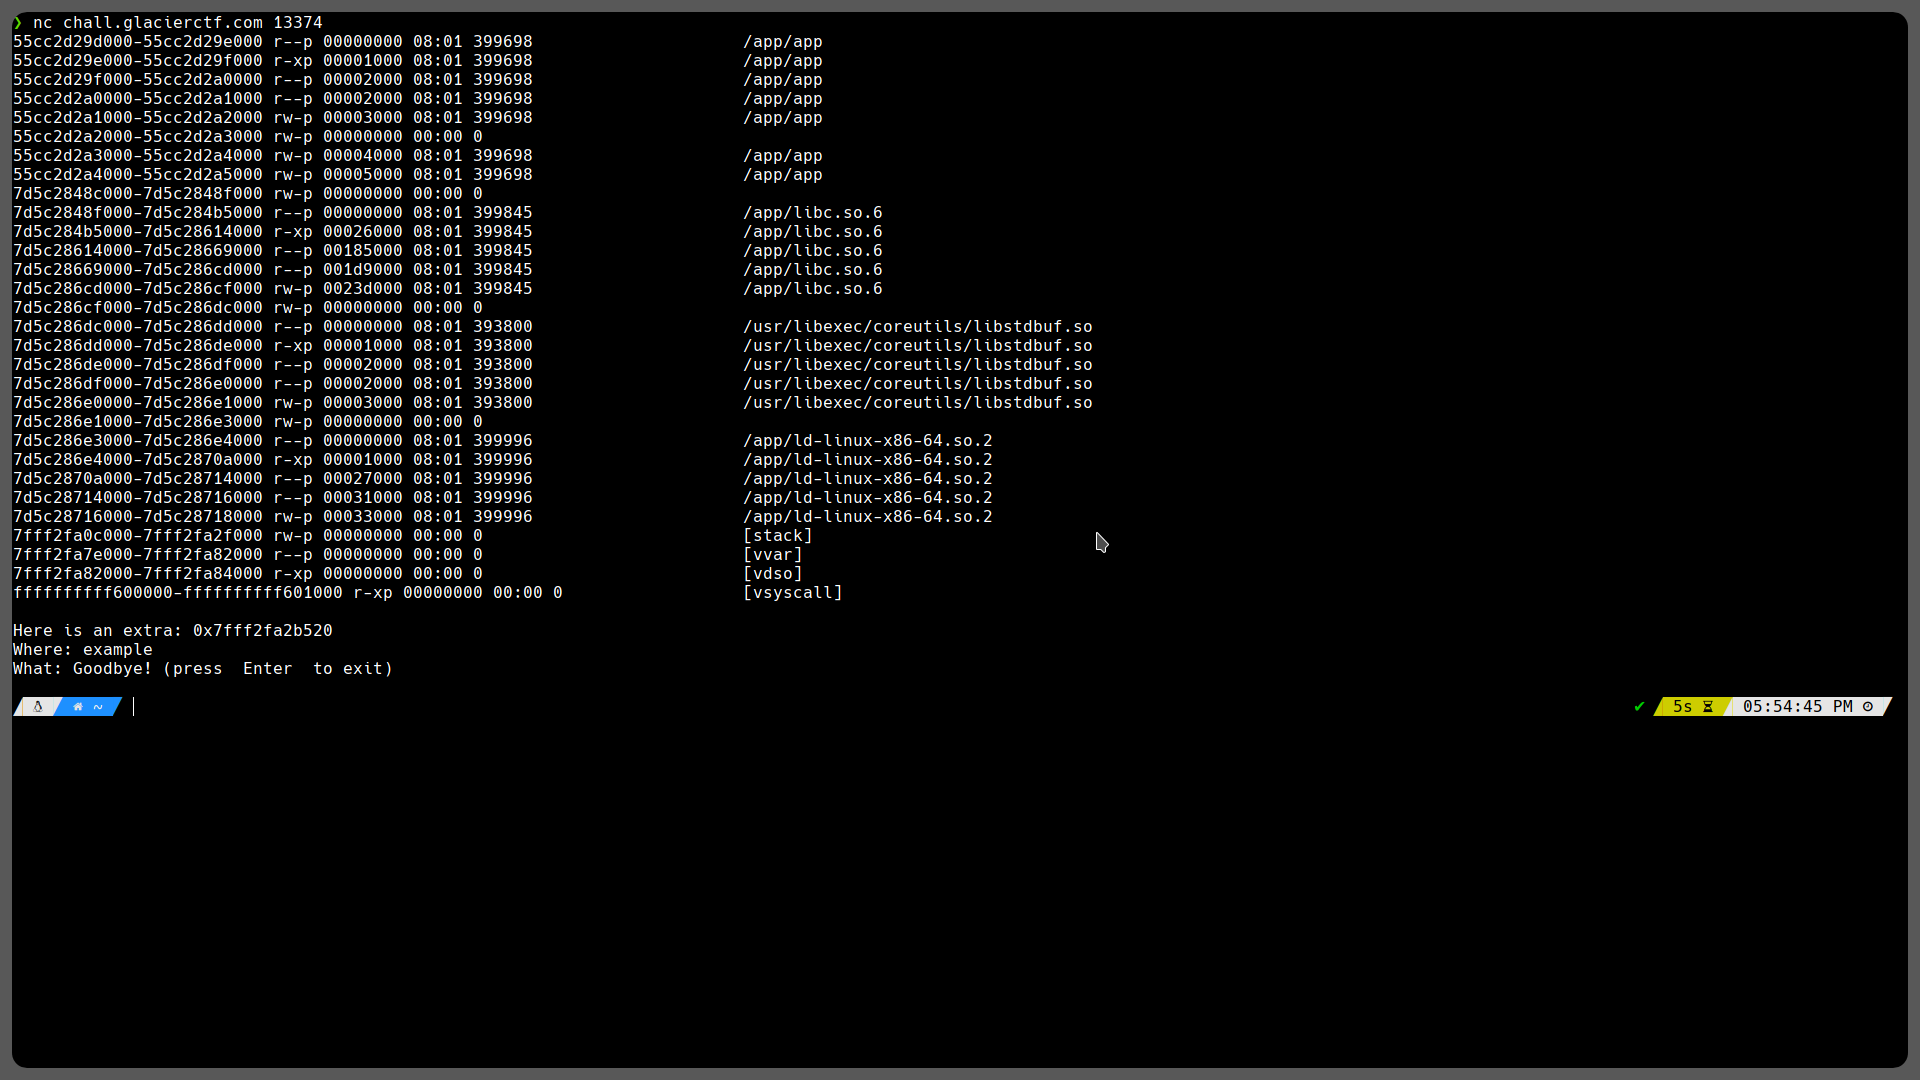 ❯ nc chall.glacierctf.com 13374
55cc2d29d000-55cc2d29e000 r--p 00000000 08:01 399698                     /app/app
55cc2d29e000-55cc2d29f000 r-xp 00001000 08:01 399698                     /app/app
55cc2d29f000-55cc2d2a0000 r--p 00002000 08:01 399698                     /app/app
55cc2d2a0000-55cc2d2a1000 r--p 00002000 08:01 399698                     /app/app
55cc2d2a1000-55cc2d2a2000 rw-p 00003000 08:01 399698                     /app/app
55cc2d2a2000-55cc2d2a3000 rw-p 00000000 00:00 0
55cc2d2a3000-55cc2d2a4000 rw-p 00004000 08:01 399698                     /app/app
55cc2d2a4000-55cc2d2a5000 rw-p 00005000 08:01 399698                     /app/app
7d5c2848c000-7d5c2848f000 rw-p 00000000 00:00 0
7d5c2848f000-7d5c284b5000 r--p 00000000 08:01 399845                     /app/libc.so.6
7d5c284b5000-7d5c28614000 r-xp 00026000 08:01 399845                     /app/libc.so.6
7d5c28614000-7d5c28669000 r--p 00185000 08:01 399845                     /app/libc.so.6
7d5c28669000-7d5c286cd000 r--p 001d9000 08:01 399845                     /app/libc.so.6
7d5c286cd000-7d5c286cf000 rw-p 0023d000 08:01 399845                     /app/libc.so.6
7d5c286cf000-7d5c286dc000 rw-p 00000000 00:00 0
7d5c286dc000-7d5c286dd000 r--p 00000000 08:01 393800                     /usr/libexec/coreutils/libstdbuf.so
7d5c286dd000-7d5c286de000 r-xp 00001000 08:01 393800                     /usr/libexec/coreutils/libstdbuf.so
7d5c286de000-7d5c286df000 r--p 00002000 08:01 393800                     /usr/libexec/coreutils/libstdbuf.so
7d5c286df000-7d5c286e0000 r--p 00002000 08:01 393800                     /usr/libexec/coreutils/libstdbuf.so
7d5c286e0000-7d5c286e1000 rw-p 00003000 08:01 393800                     /usr/libexec/coreutils/libstdbuf.so
7d5c286e1000-7d5c286e3000 rw-p 00000000 00:00 0
7d5c286e3000-7d5c286e4000 r--p 00000000 08:01 399996                     /app/ld-linux-x86-64.so.2
7d5c286e4000-7d5c2870a000 r-xp 00001000 08:01 399996                     /app/ld-linux-x86-64.so.2
7d5c2870a000-7d5c28714000 r--p 00027000 08:01 399996                     /app/ld-linux-x86-64.so.2
7d5c28714000-7d5c28716000 r--p 00031000 08:01 399996                     /app/ld-linux-x86-64.so.2
7d5c28716000-7d5c28718000 rw-p 00033000 08:01 399996                     /app/ld-linux-x86-64.so.2
7fff2fa0c000-7fff2fa2f000 rw-p 00000000 00:00 0                          [stack]
7fff2fa7e000-7fff2fa82000 r--p 00000000 00:00 0                          [vvar]
7fff2fa82000-7fff2fa84000 r-xp 00000000 00:00 0                          [vdso]
ffffffffff600000-ffffffffff601000 r-xp 00000000 00:00 0                  [vsyscall]
Here is an extra: 0x7fff2fa2b520
Where: example
What: Goodbye! (press  Enter  to exit)
~ ✔ 5s 05:54:45 PM